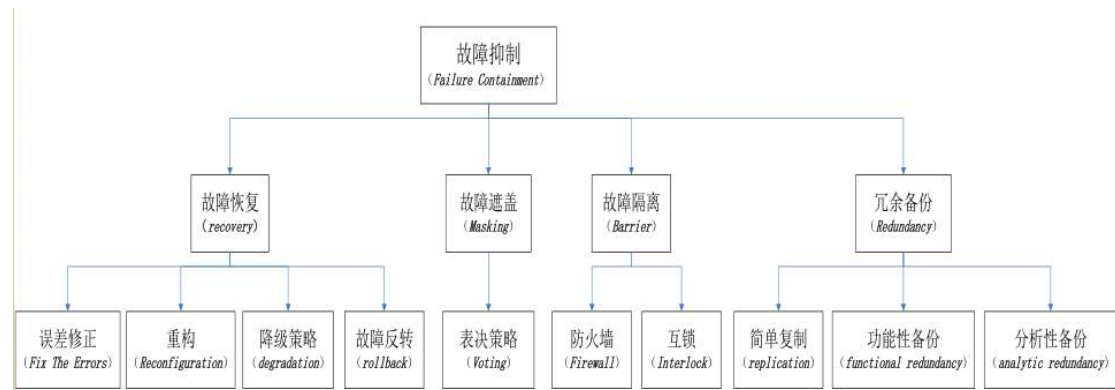 故障抑制
（Failure Containment）
故障恢复
(recovery)
故障遮盖
（Masking）
故障隔离
（Barrier）
冗余备份
（Redundancy）
误差修正
（Fix The Errors）
重构
（Reconfiguration）
降级策略
（degradation）
故障反转
（rollback）
表决策略
（Voting）
防火墙
（Firewall）
互锁
（Interlock）
简单复制
（replication）
功能性备份
（functional redundancy）
分析性备份
（analytic redundancy）